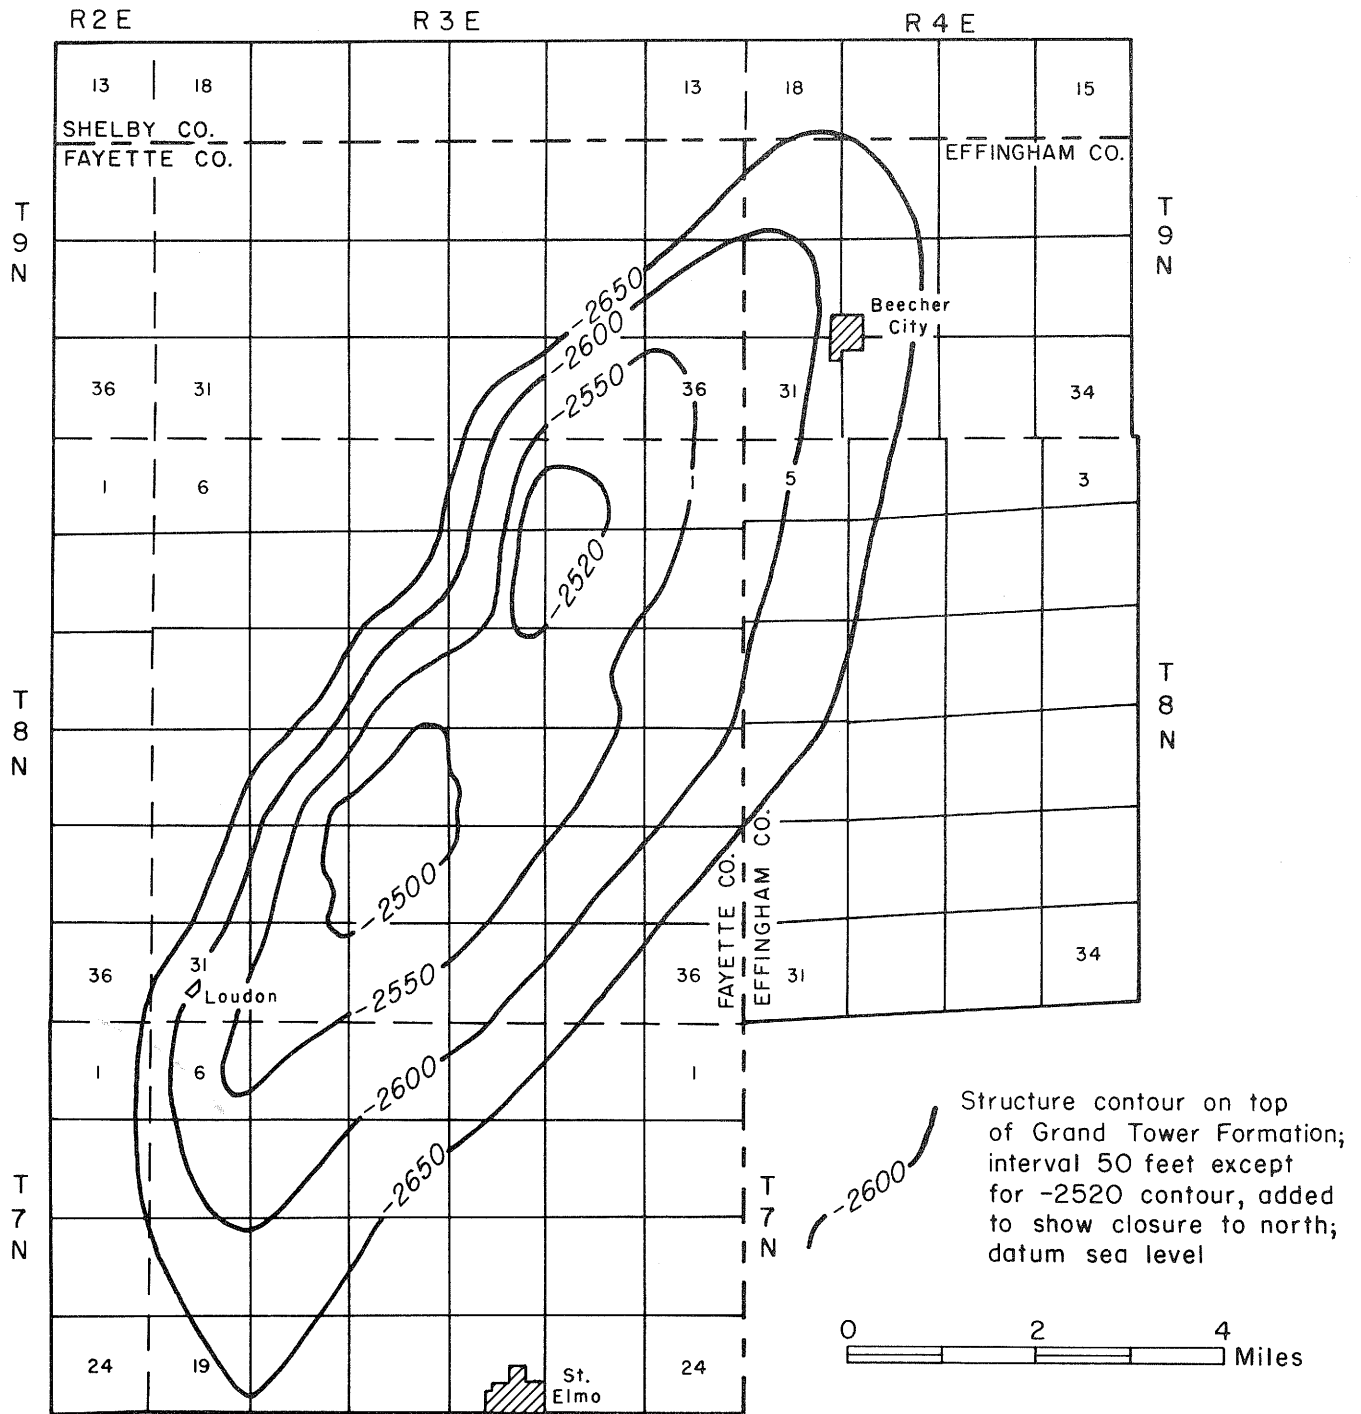 R2E R3E R4E
13 18 13 18 15
SHELBY CO.
FAYETTE CO.
EFFINGHAM CO.
T
9
N
T
9
N
-2650
-2600
-2550
Beecher
City
36 31 36 31 34
1 6 1 5 3
-2520
T
8
N
T
8
N
-2500
FAYETTE CO.
EFFINGHAM CO.
36 31 36 31 34
Loudon
-2550
1 6 1
-2600
-2650
T
7
N
T
7
N
-2600
Structure contour on top
of Grand Tower Formation;
interval 50 feet except
for -2520 contour, added
to show closure to north;
datum sea level
0 2 4
Miles
24 19 24
St.
Elmo